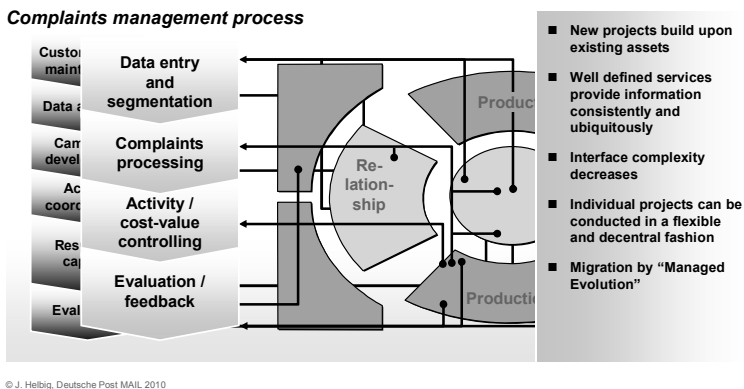 Complaints management process
Data entry
and
segmentation
Complaints
processing
Activity /
cost-value
controlling
Evaluation /
feedback
Re-
lation-
ship
■ New projects build upon
existing assets
■ Well defined services
provide information
consistently and
ubiquitously
■ Interface complexity
decreases
■ Individual projects can be
conducted in a flexible
and decentral fashion
■ Migration by “Managed
Evolution”
© J. Helbig, Deutsche Post MAIL 2010